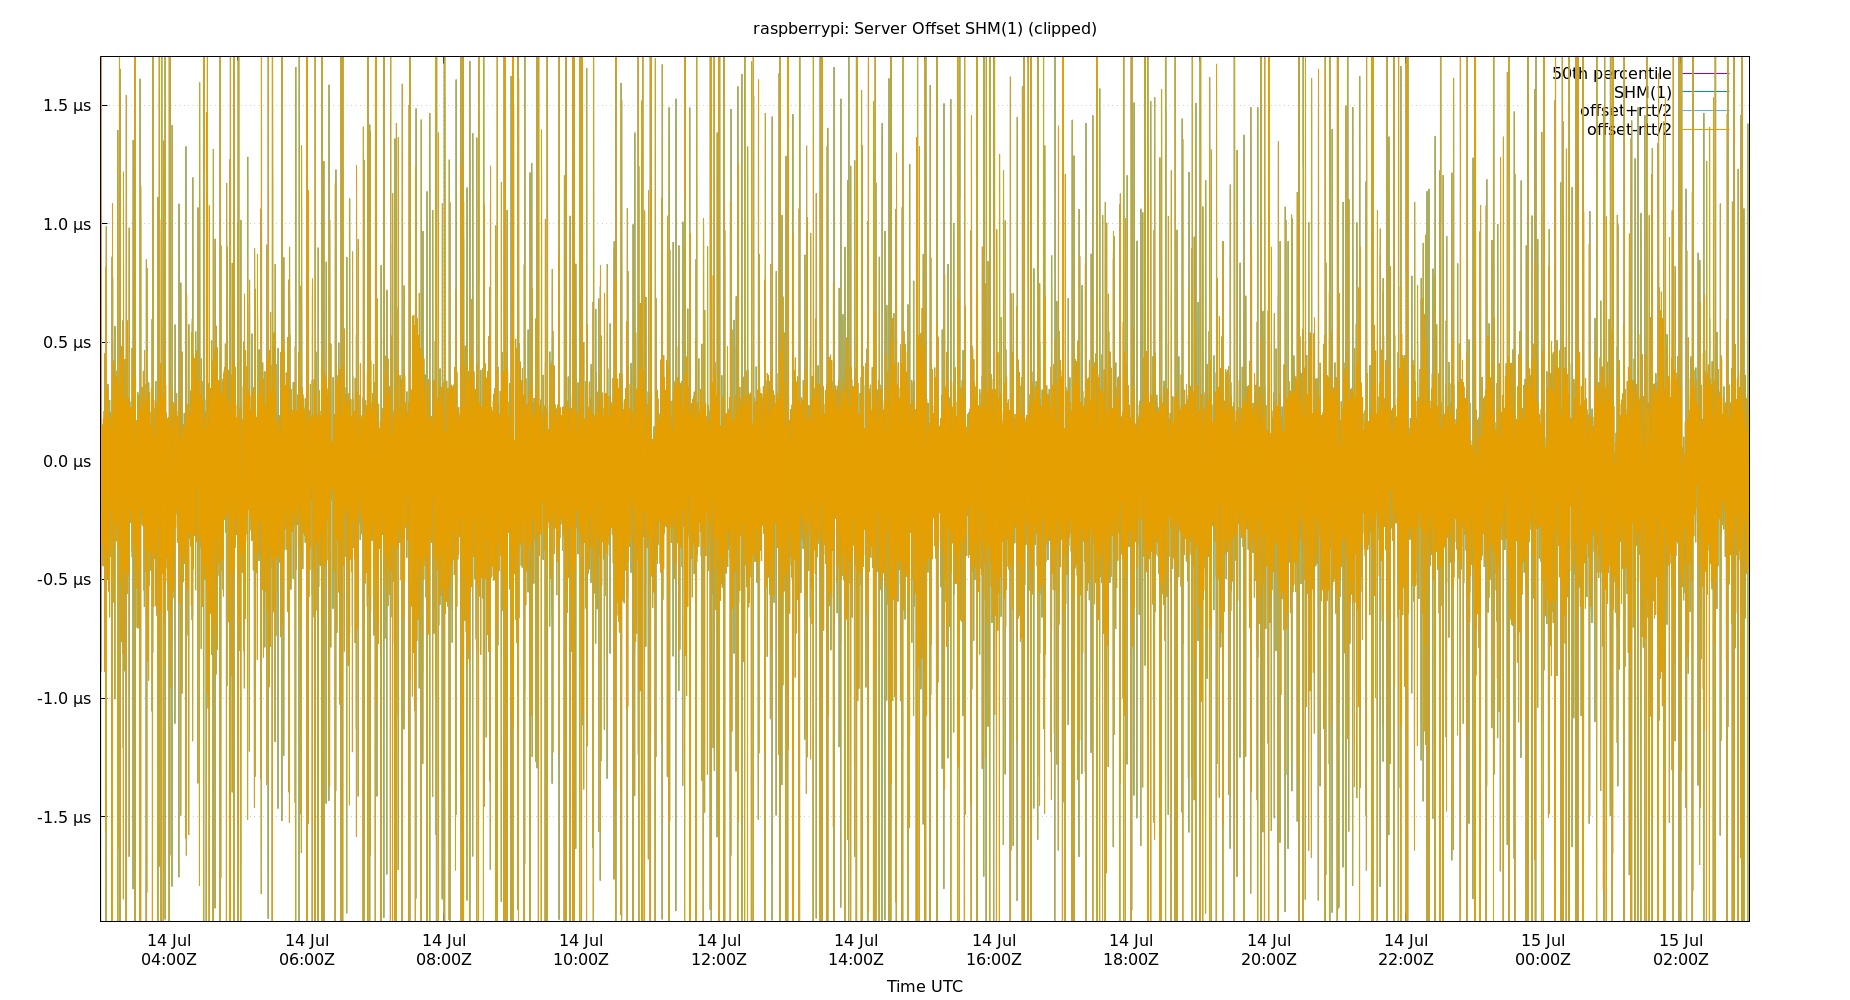 raspberrypi: Server Offset SHM(1) (clipped)
50th percentile
SHM(1)
offset+rtt/2
offset-rtt/2
1.5 µs
1.0 µs
0.5 µs
0.0 µs
-0.5 µs
-1.0 µs
-1.5 µs
14 Jul 14 Jul 14 Jul 14 Jul 14 Jul 14 Jul 14 Jul 14 Jul 14 Jul 14 Jul 15 Jul 15 Jul
04:00Z 06:00Z 08:00Z 10:00Z 12:00Z 14:00Z 16:00Z 18:00Z 20:00Z 22:00Z 00:00Z 02:00Z
Time UTC